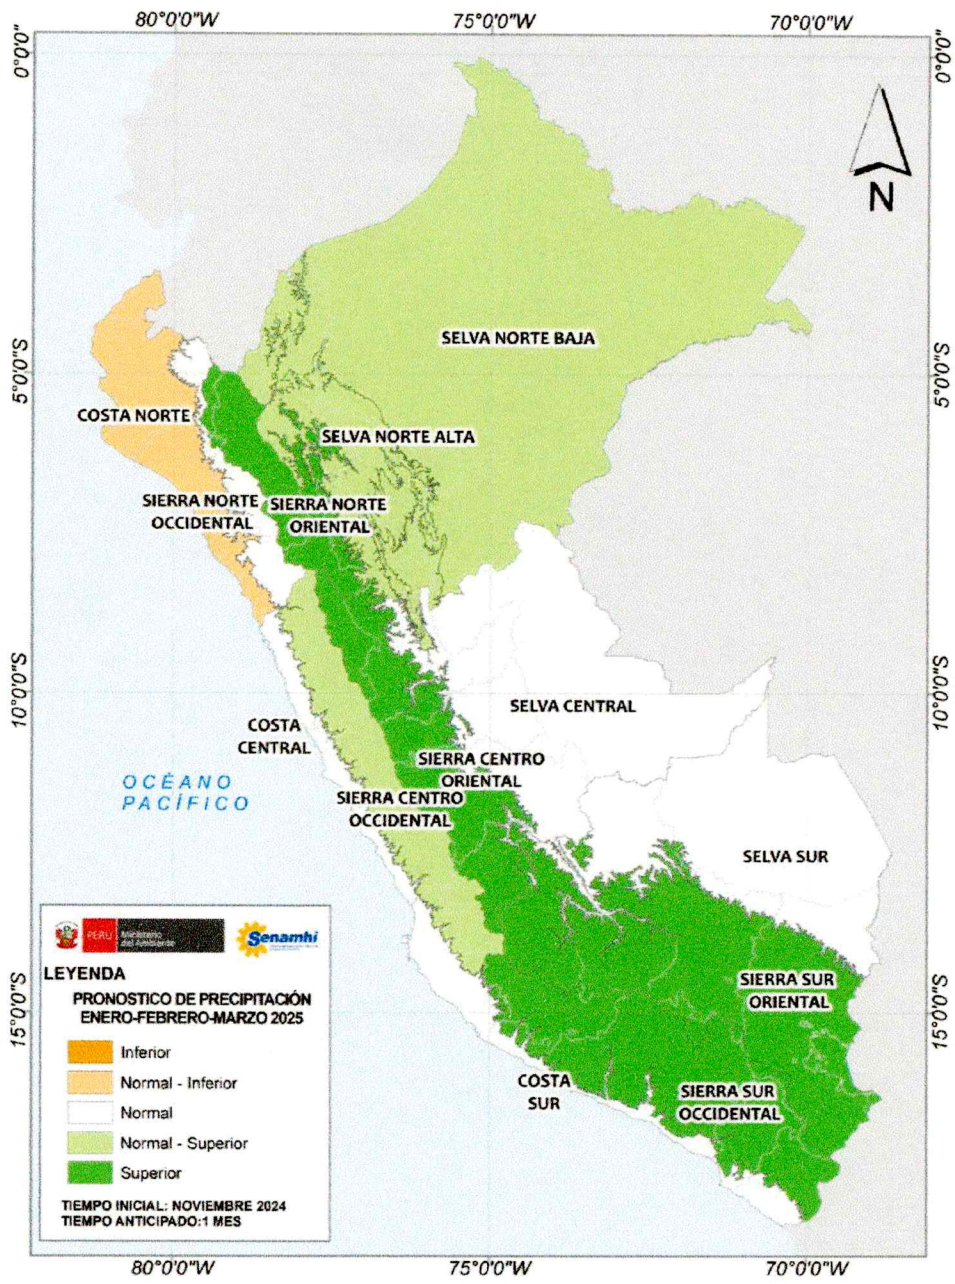 80°0'0"W 75°0'0"W 70°0'0"W
0°0'0" 0°0'0"
N
SELVA NORTE BAJA
5°0'0"S 5°0'0"S
COSTA NORTE
SELVA NORTE ALTA
SIERRA NORTE
OCCIDENTAL
SIERRA NORTE
ORIENTAL
10°0'0"S 10°0'0"S
SELVA CENTRAL
COSTA
CENTRAL
SIERRA CENTRO
ORIENTAL
OCÉANO
PACÍFICO
SIERRA CENTRO
OCCIDENTAL
SELVA SUR
SIERRA SUR
ORIENTAL
15°0'0"S 15°0'0"S
COSTA
SUR
SIERRA SUR
OCCIDENTAL
PERÚ Ministerio
del Ambiente
Senamhi
LEYENDA
PRONOSTICO DE PRECIPITACIÓN
ENERO-FEBRERO-MARZO 2025
Inferior
Normal - Inferior
Normal
Normal - Superior
Superior
TIEMPO INICIAL: NOVIEMBRE 2024
TIEMPO ANTICIPADO:1 MES
80°0'0"W 75°0'0"W 70°0'0"W